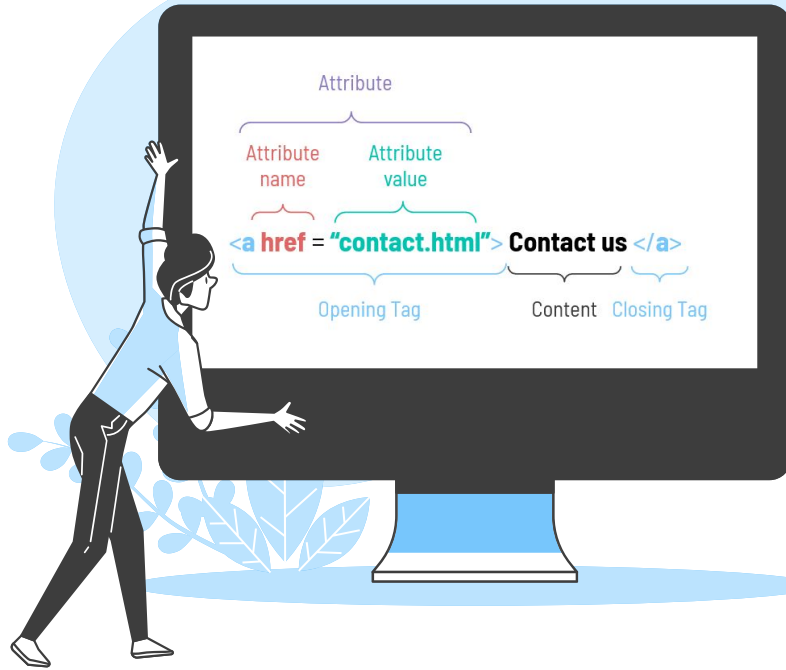 Attribute
Attribute name
Attribute value
<a href = “contact.html”> Contact us </a>
Opening Tag Content Closing Tag